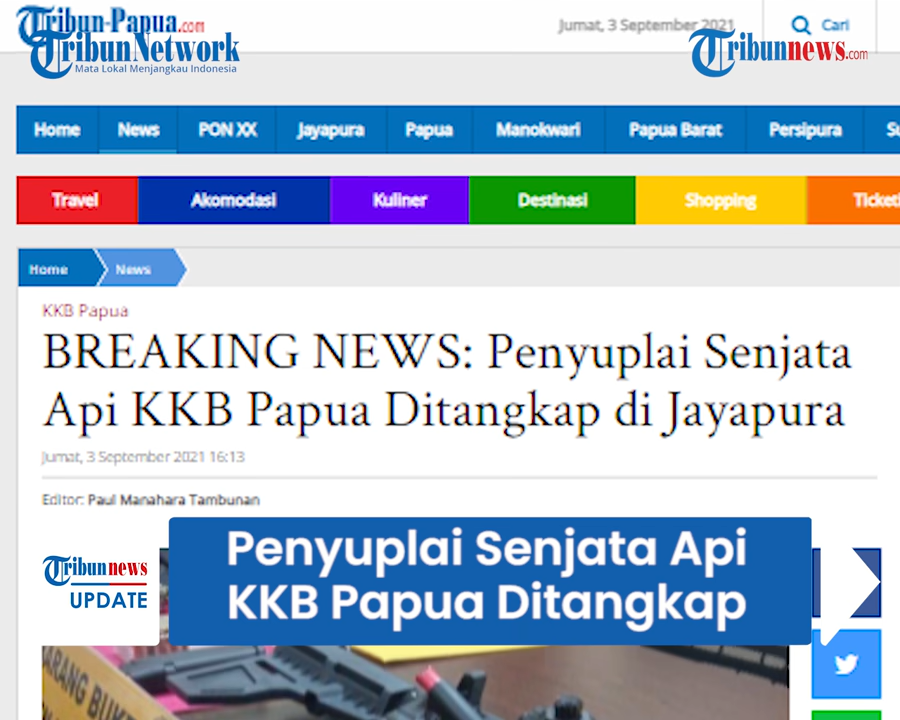 Tribun-Papua.com
TribunNetwork
Mata Lokal Menjangkau Indonesia
Jumat, 3 September 2021
Cari
Tribunnews.com
Home News PON XX Jayapura Papua Manokwari Papua Barat Persipura
Travel Akomodasi Kuliner Destinasi Shopping
Home News
KKB Papua
BREAKING NEWS: Penyuplai Senjata
Api KKB Papua Ditangkap di Jayapura
Jumat, 3 September 2021 16:13
Editor: Paul Manahara Tambunan
Tribunnews
UPDATE
Penyuplai Senjata Api
KKB Papua Ditangkap